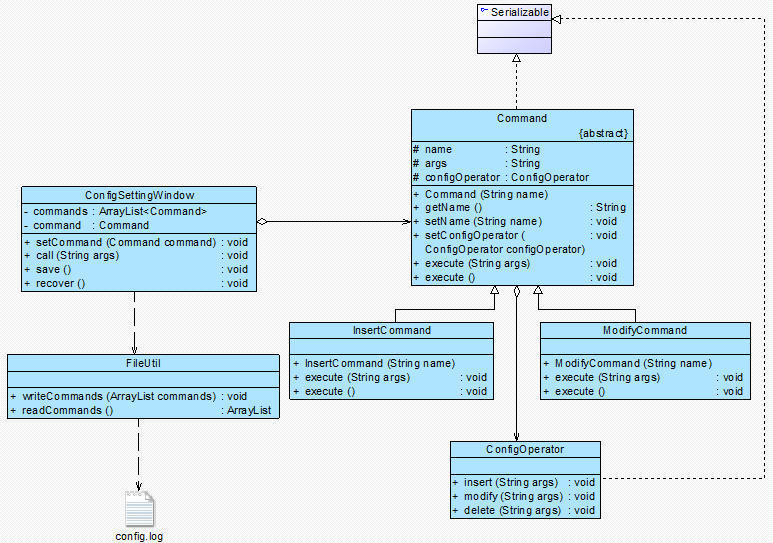 Serializable
Command
{abstract}
# name : String
# args : String
# configOperator : ConfigOperator
+ Command (String name)
+ getName () : String
+ setName (String name) : void
+ setConfigOperator ( : void
ConfigOperator configOperator)
+ execute (String args) : void
+ execute () : void
ConfigSettingWindow
- commands : ArrayList<Command>
- command : Command
+ setCommand (Command command) : void
+ call (String args) : void
+ save () : void
+ recover () : void
InsertCommand
+ InsertCommand (String name)
+ execute (String args) : void
+ execute () : void
ModifyCommand
+ ModifyCommand (String name)
+ execute (String args) : void
+ execute () : void
FileUtil
+ writeCommands (ArrayList commands) : void
+ readCommands () : ArrayList
ConfigOperator
+ insert (String args) : void
+ modify (String args) : void
+ delete (String args) : void
config.log